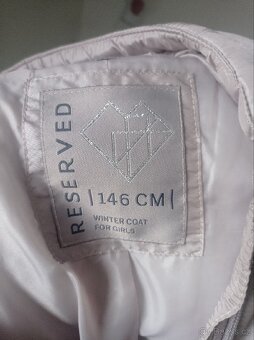 RESERVED
|146 CM|
WINTER COAT
FOR GIRLS